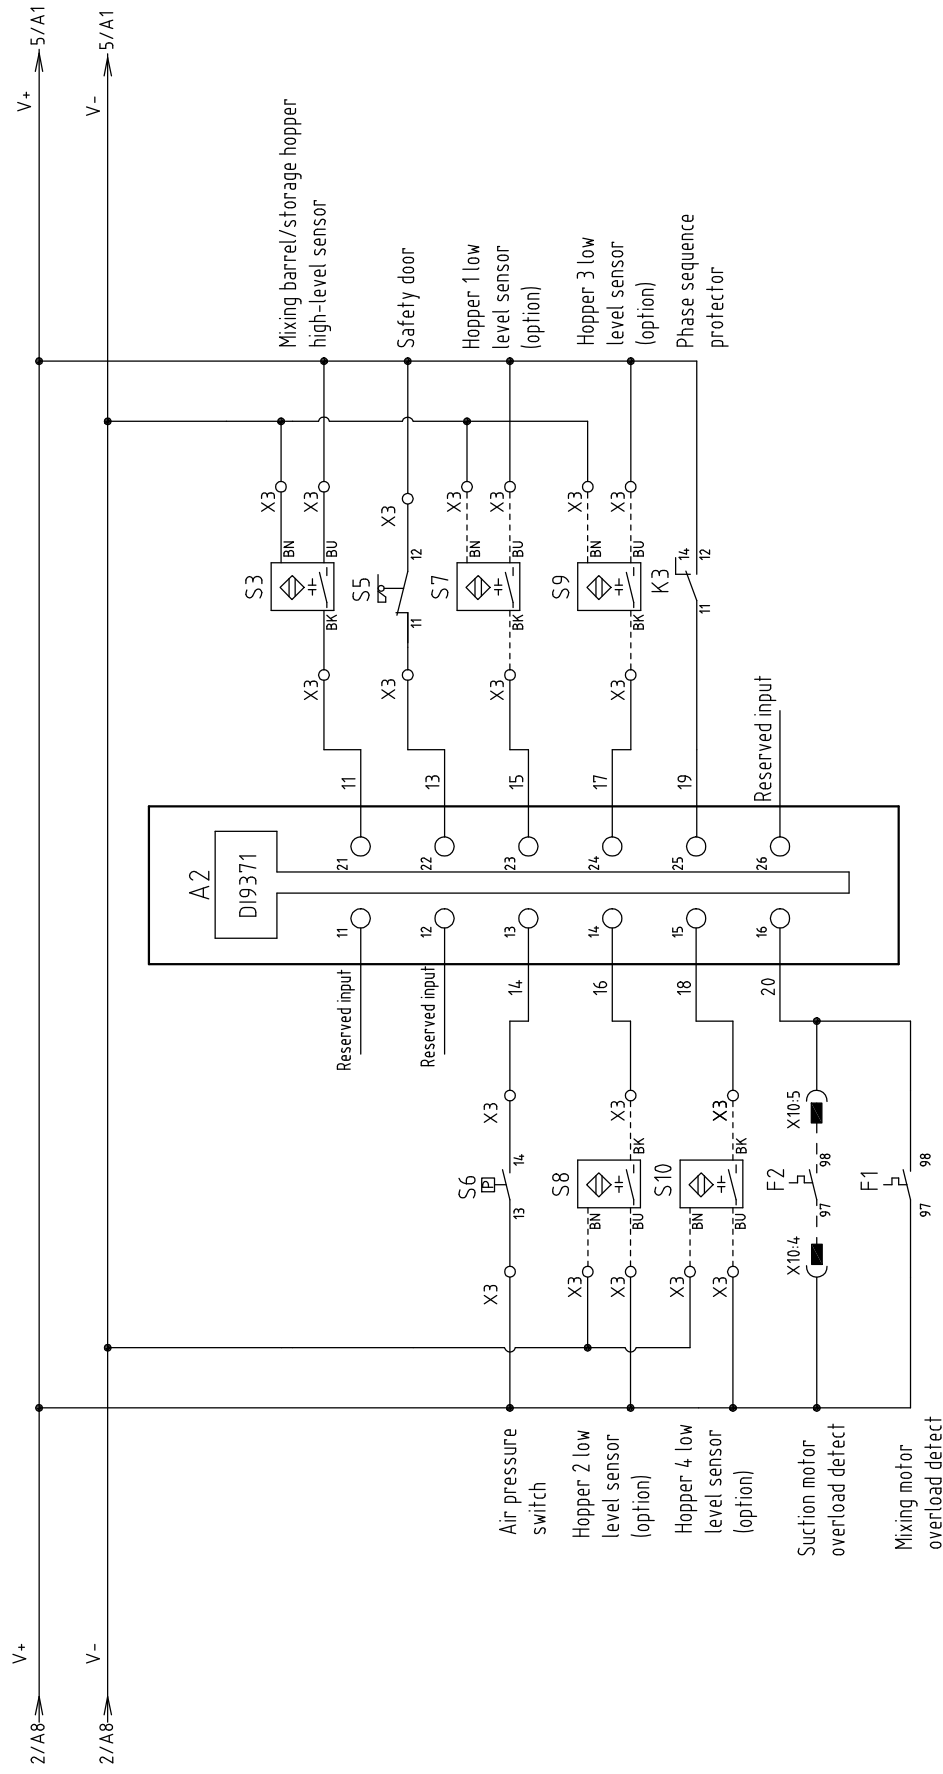 2/A8
V+
V+
5/A1
2/A8
V-
V-
5/A1
Mixing barrel/storage hopper
high-level sensor
Safety door
Hopper 1 low
level sensor
(option)
Hopper 3 low
level sensor
(option)
Phase sequence
protector
X3
X3
S3
BN
BU
BK
X3
X3
S5
12
11
X3
X3
X3
S7
BN
BU
BK
X3
X3
X3
S9
BN
BU
BK
X3
K3
14
12
11
11
13
15
17
19
Reserved input
A2
DI9371
21
22
23
24
25
26
11
12
13
14
15
16
Reserved input
Reserved input
14
16
18
20
X3
S6
P
14
13
X3
X3
S8
BK
BN
BU
X3
X3
X3
S10
BK
BN
BU
X3
X3
X10:5
F2
98
97
X10:4
F1
98
97
Air pressure
switch
Hopper 2 low
level sensor
(option)
Hopper 4 low
level sensor
(option)
Suction motor
overload detect
Mixing motor
overload detect